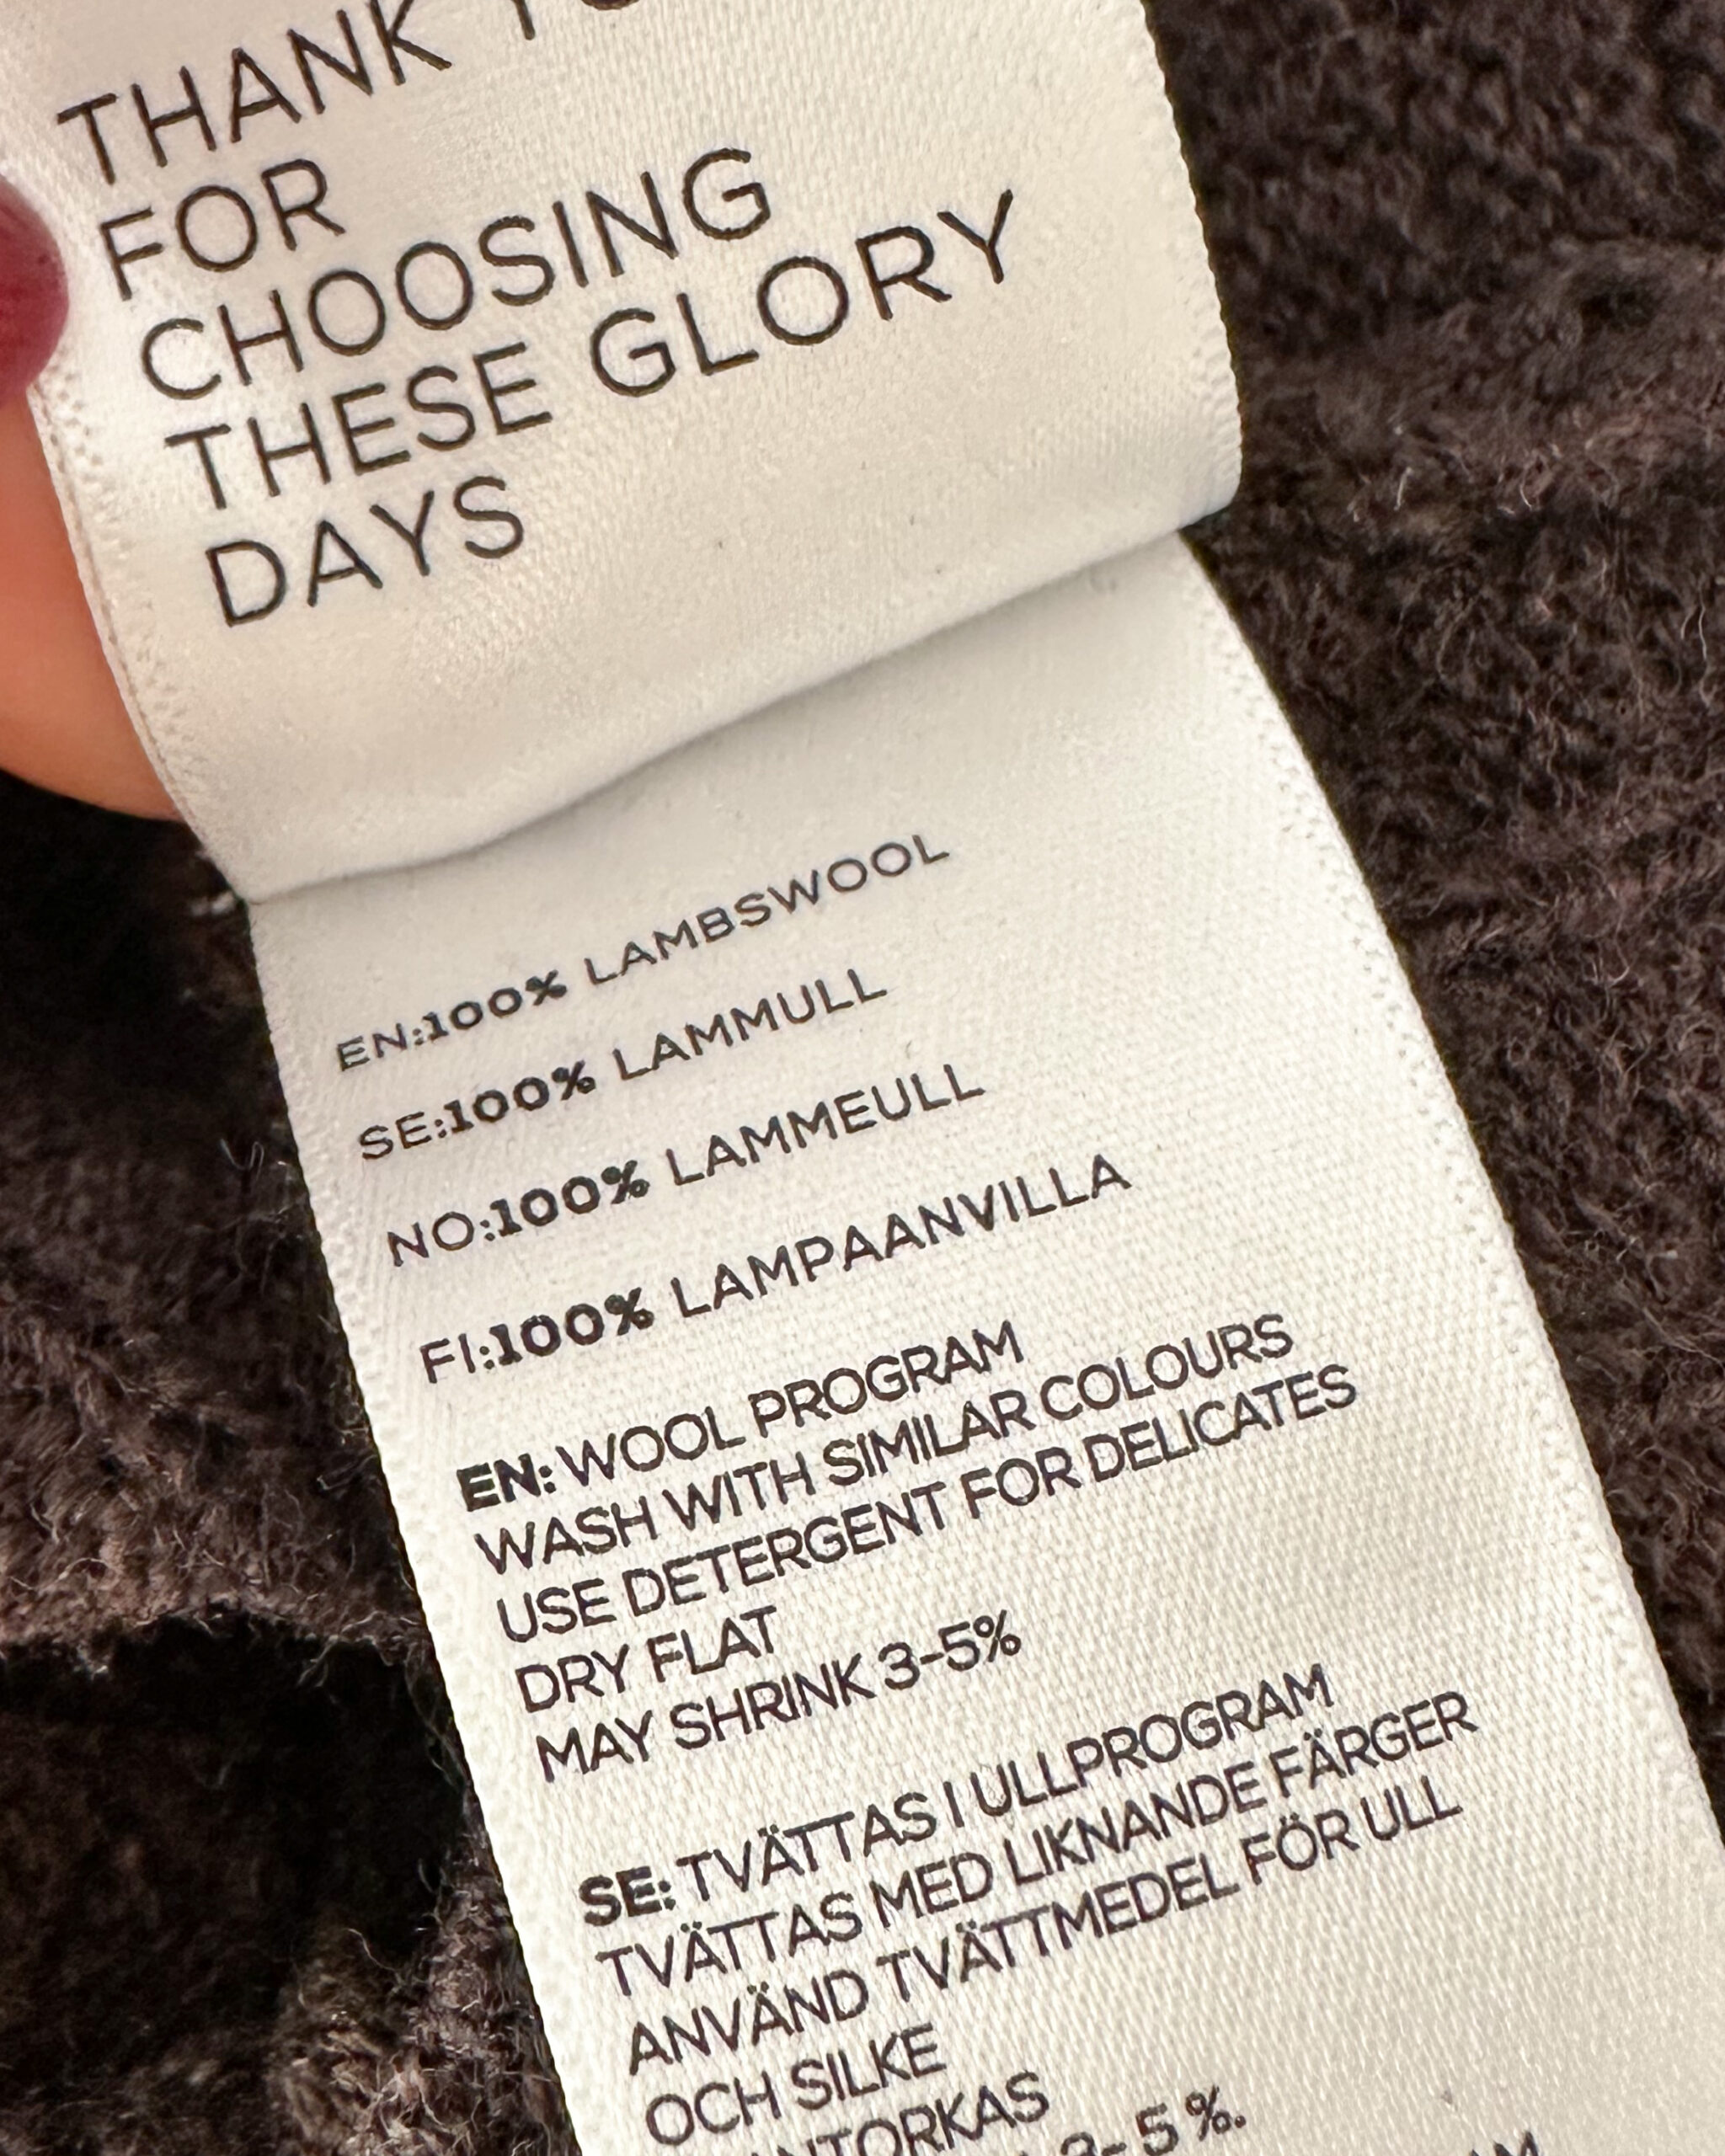 THANK
FOR
CHOOSING
THESE GLORY
DAYS
EN:100% LAMBSWOOL
SE:100% LAMMULL
NO:100% LAMMEULL
FI:100% LAMPAANVILLA
EN: WOOL PROGRAM
WASH WITH SIMILAR COLOURS
USE DETERGENT FOR DELICATES
DRY FLAT
MAY SHRINK 3-5%
SE: TVÄTTAS I ULLPROGRAM
TVÄTTAS MED LIKNANDE FÄRGER
ANVÄND TVÄTTMEDEL FÖR ULL
OCH SILKE
3-5%.